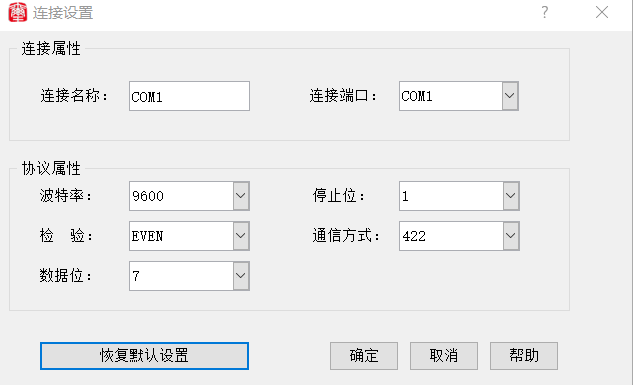 连接设置
连接属性
连接名称： COM1 连接端口： COM1
协议属性
波特率： 9600 停止位： 1
检 验： EVEN 通信方式： 422
数据位： 7
恢复默认设置 确定 取消 帮助